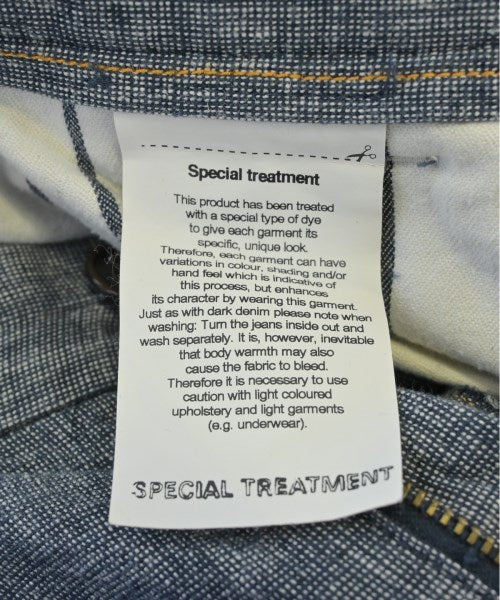 Special treatment
This product has been treated
with a special type of dye
to give each garment its
specific, unique look.
Therefore, each garment can have
variations in colour, shading and/or
hand feel which is indicative of
this process, but enhances
its character by wearing this garment.
Just as with dark denim please note when
washing: Turn the jeans inside out and
wash separately. It is, however, inevitable
that body warmth may also
cause the fabric to bleed.
Therefore it is necessary to use
caution with light coloured
upholstery and light garments
(e.g. underwear).
SPECIAL TREATMENT